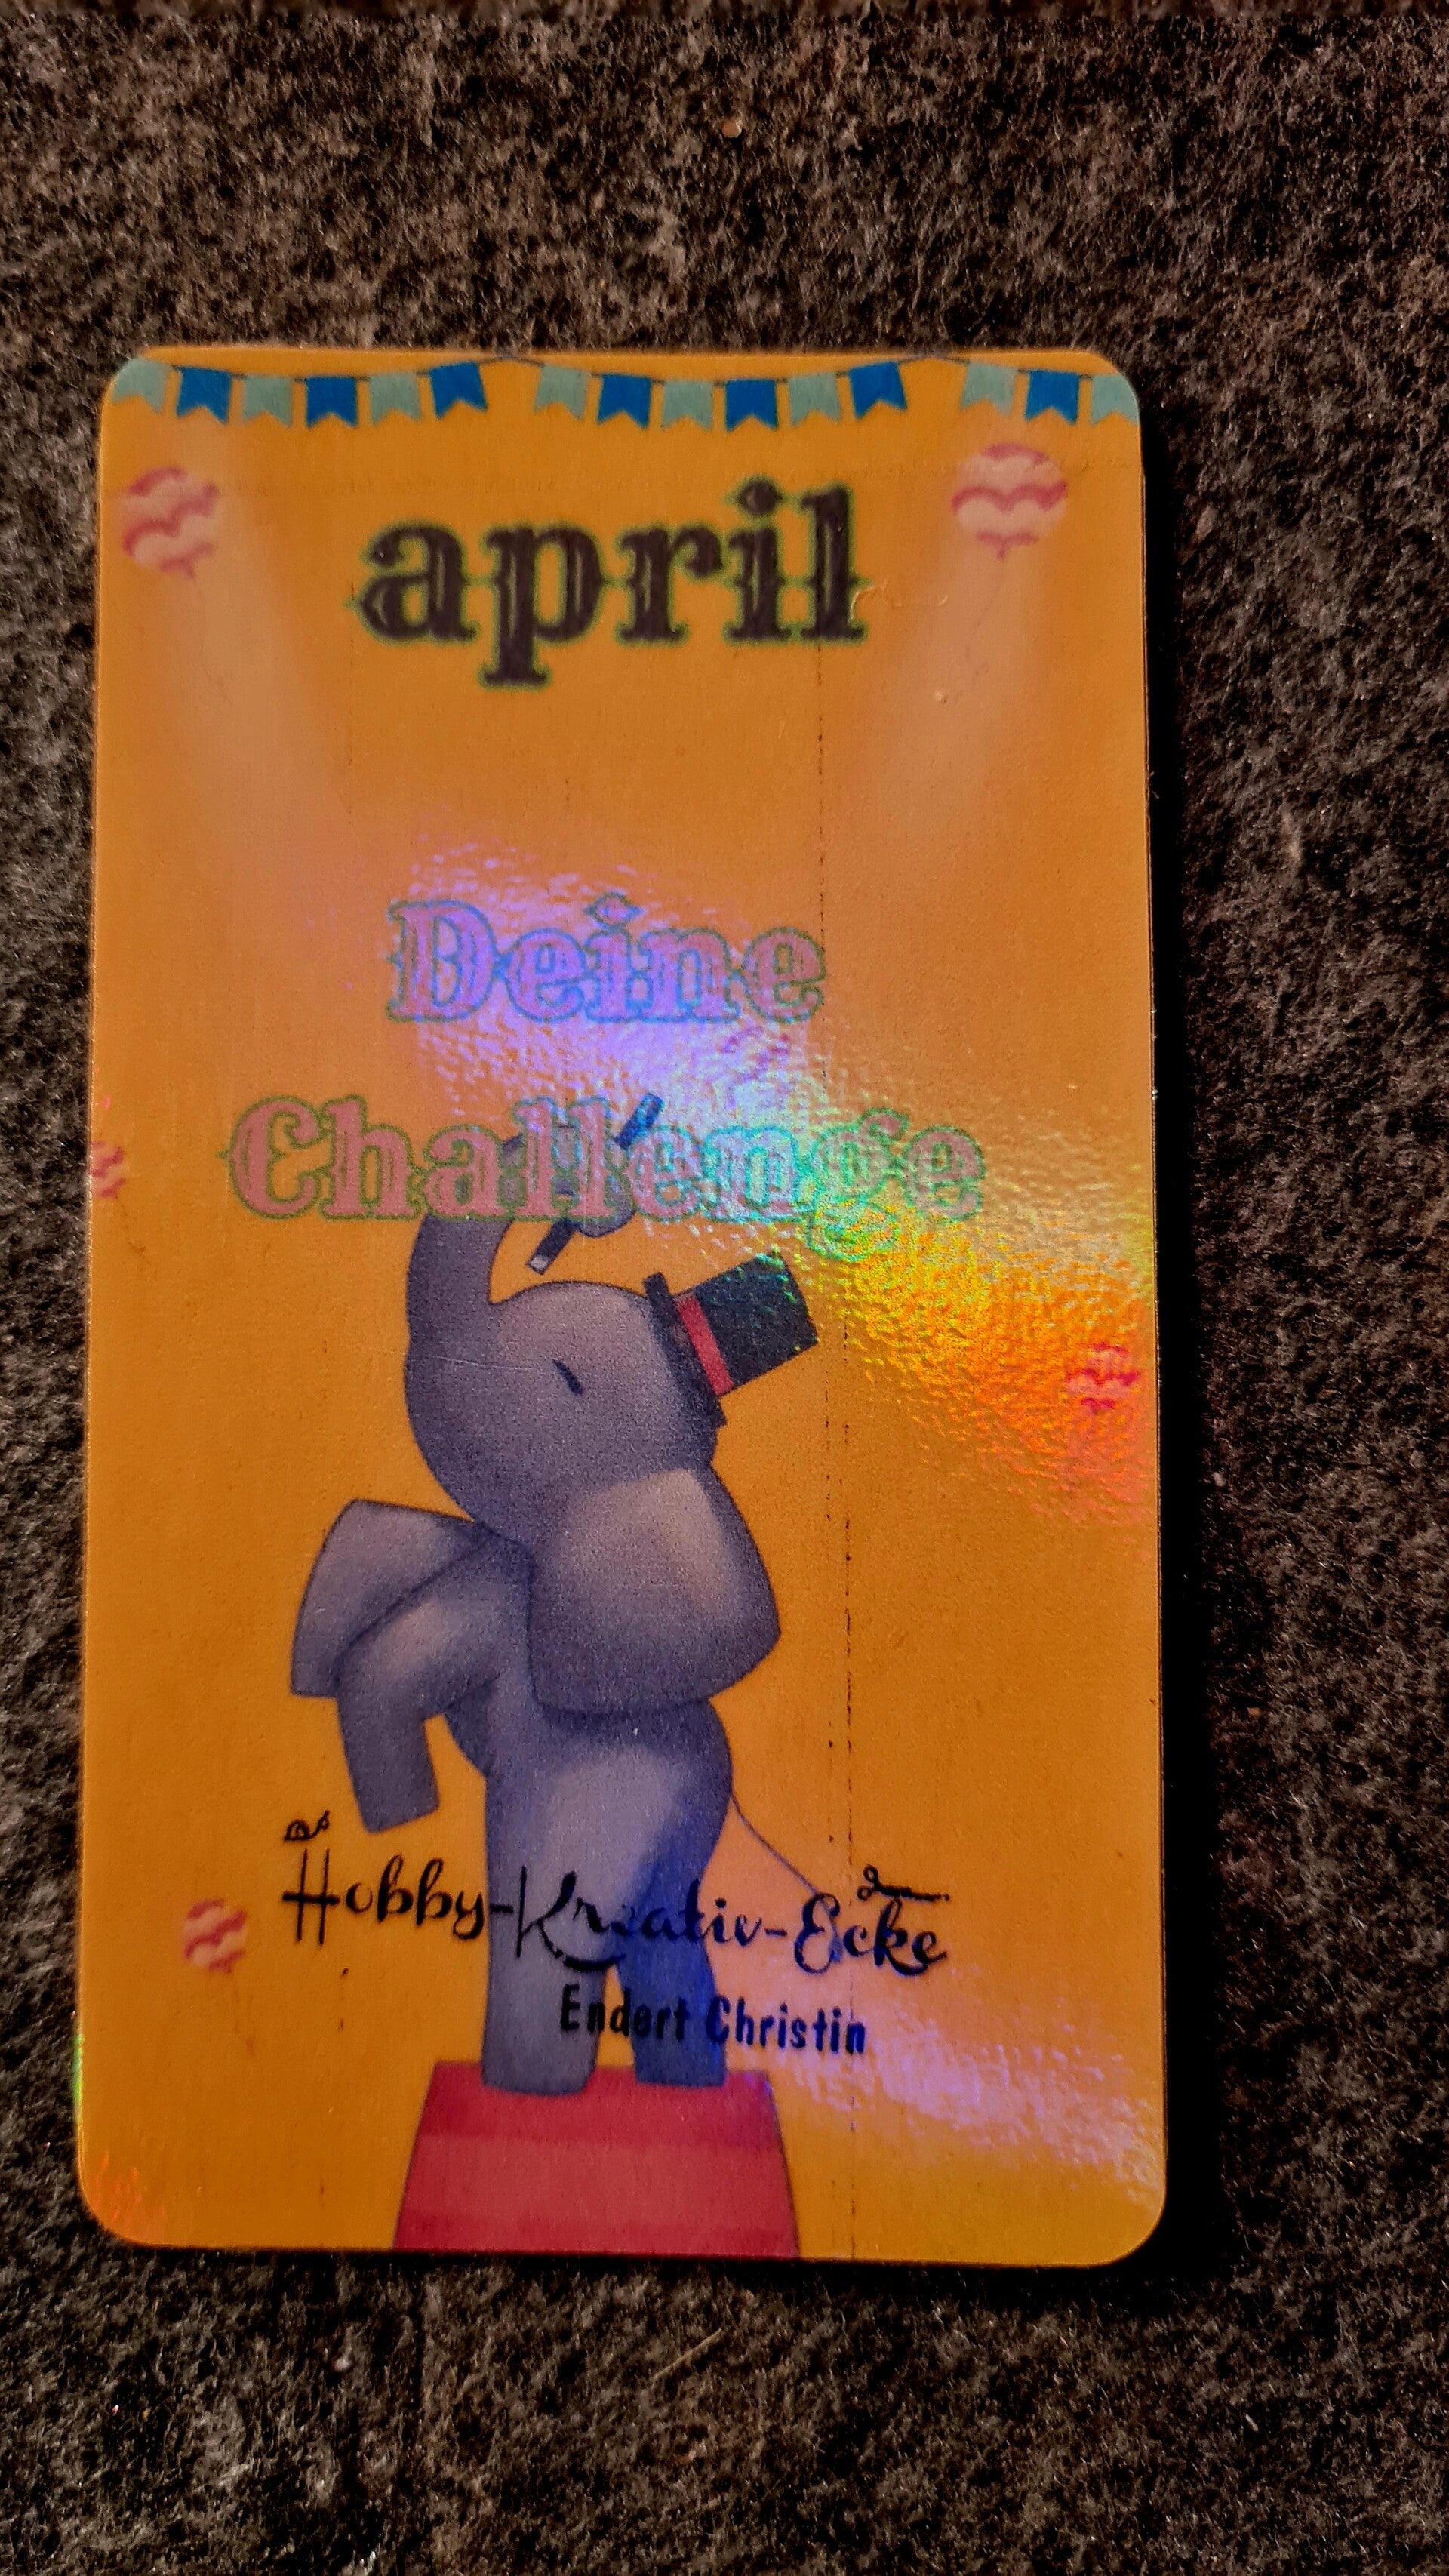 april
Deine
Challenge
Hobby-Kreativ-Ecke
Endert Christin